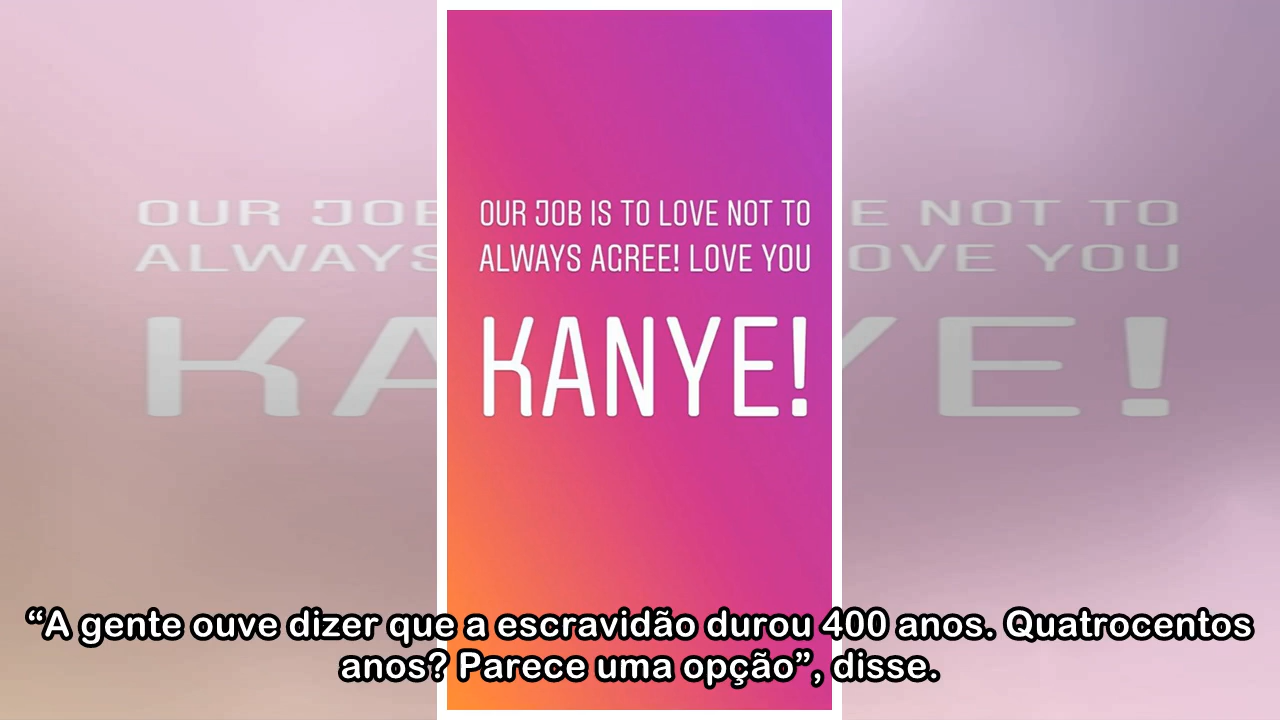 OUR JOB IS TO LOVE NOT TO
ALWAYS AGREE! LOVE YOU
KANYE!
“A gente ouve dizer que a escravidão durou 400 anos. Quatrocentos
anos? Parece uma opção”, disse.